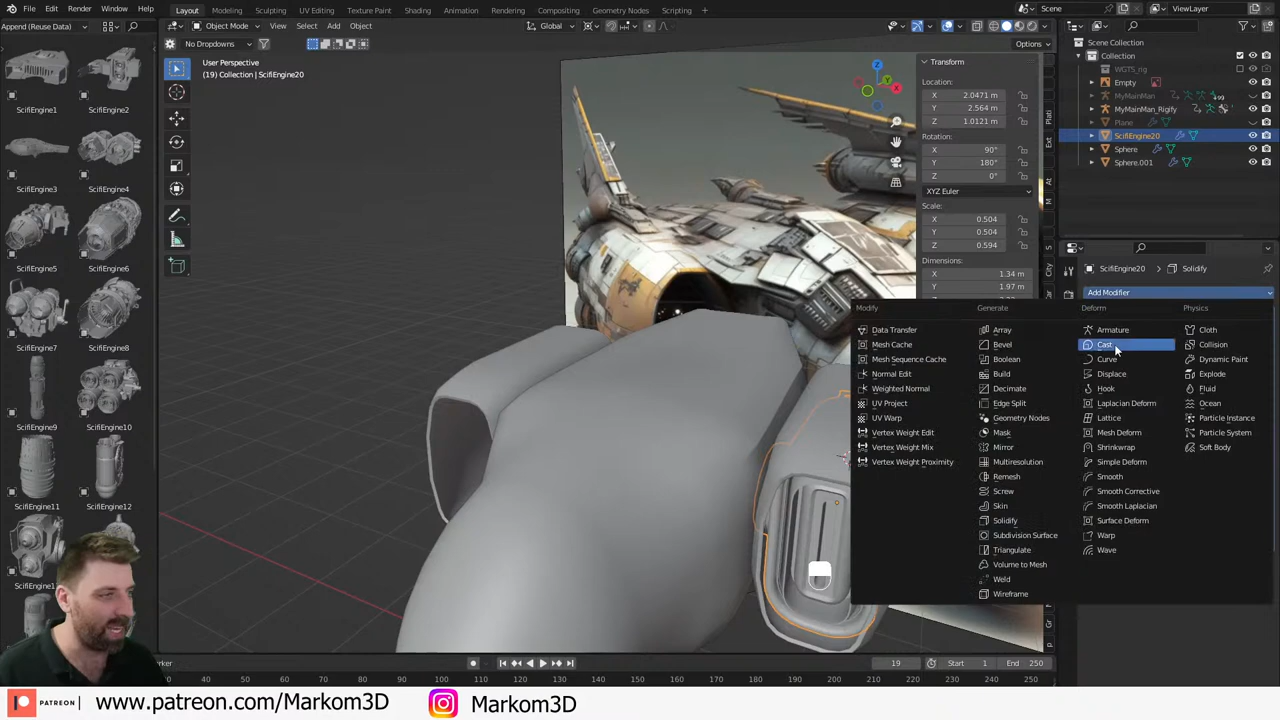 File Edit Render Window Help
Layout Modeling Sculpting UV Editing Texture Paint Shading Animation Rendering Compositing Geometry Nodes Scripting
Scene
ViewLayer
Append (Reuse Data)
Object Mode
View Select Add Object
Global
No Dropdowns
Options
User Perspective
(19) Collection | ScifiEngine20
SciFiEngine1 SciFiEngine2
SciFiEngine3 SciFiEngine4
SciFiEngine5 SciFiEngine6
SciFiEngine7 SciFiEngine8
SciFiEngine9 SciFiEngine10
SciFiEngine11 SciFiEngine12
Transform
Location:
X 2.0471 m
Y 2.564 m
Z 1.0121 m
Rotation:
X 90°
Y 180°
Z 0°
XYZ Euler
Scale:
X 0.504
Y 0.504
Z 0.594
Dimensions:
X 1.34 m
Y 1.97 m
Scene Collection
Collection
WGTS_rig
Empty
MyMainMan
MyMainMan_Rigify
Plane
ScifiEngine20
Sphere
Sphere.001
ScifiEngine20 > Solidify
Add Modifier
Modify
Data Transfer
Mesh Cache
Mesh Sequence Cache
Normal Edit
Weighted Normal
UV Project
UV Warp
Vertex Weight Edit
Vertex Weight Mix
Vertex Weight Proximity
Generate
Array
Bevel
Boolean
Build
Decimate
Edge Split
Geometry Nodes
Mask
Mirror
Multiresolution
Remesh
Screw
Skin
Solidify
Subdivision Surface
Triangulate
Volume to Mesh
Weld
Wireframe
Deform
Armature
Cast
Curve
Displace
Hook
Laplacian Deform
Lattice
Mesh Deform
Shrinkwrap
Simple Deform
Smooth
Smooth Corrective
Smooth Laplacian
Surface Deform
Warp
Wave
Physics
Cloth
Collision
Dynamic Paint
Explode
Fluid
Ocean
Particle Instance
Particle System
Soft Body
19 Start 1 End 250
80 90 100 110 120 130 140 150 160 170 180 190 200 210 220 230 240 250
PATREON www.patreon.com/Markom3D Markom3D